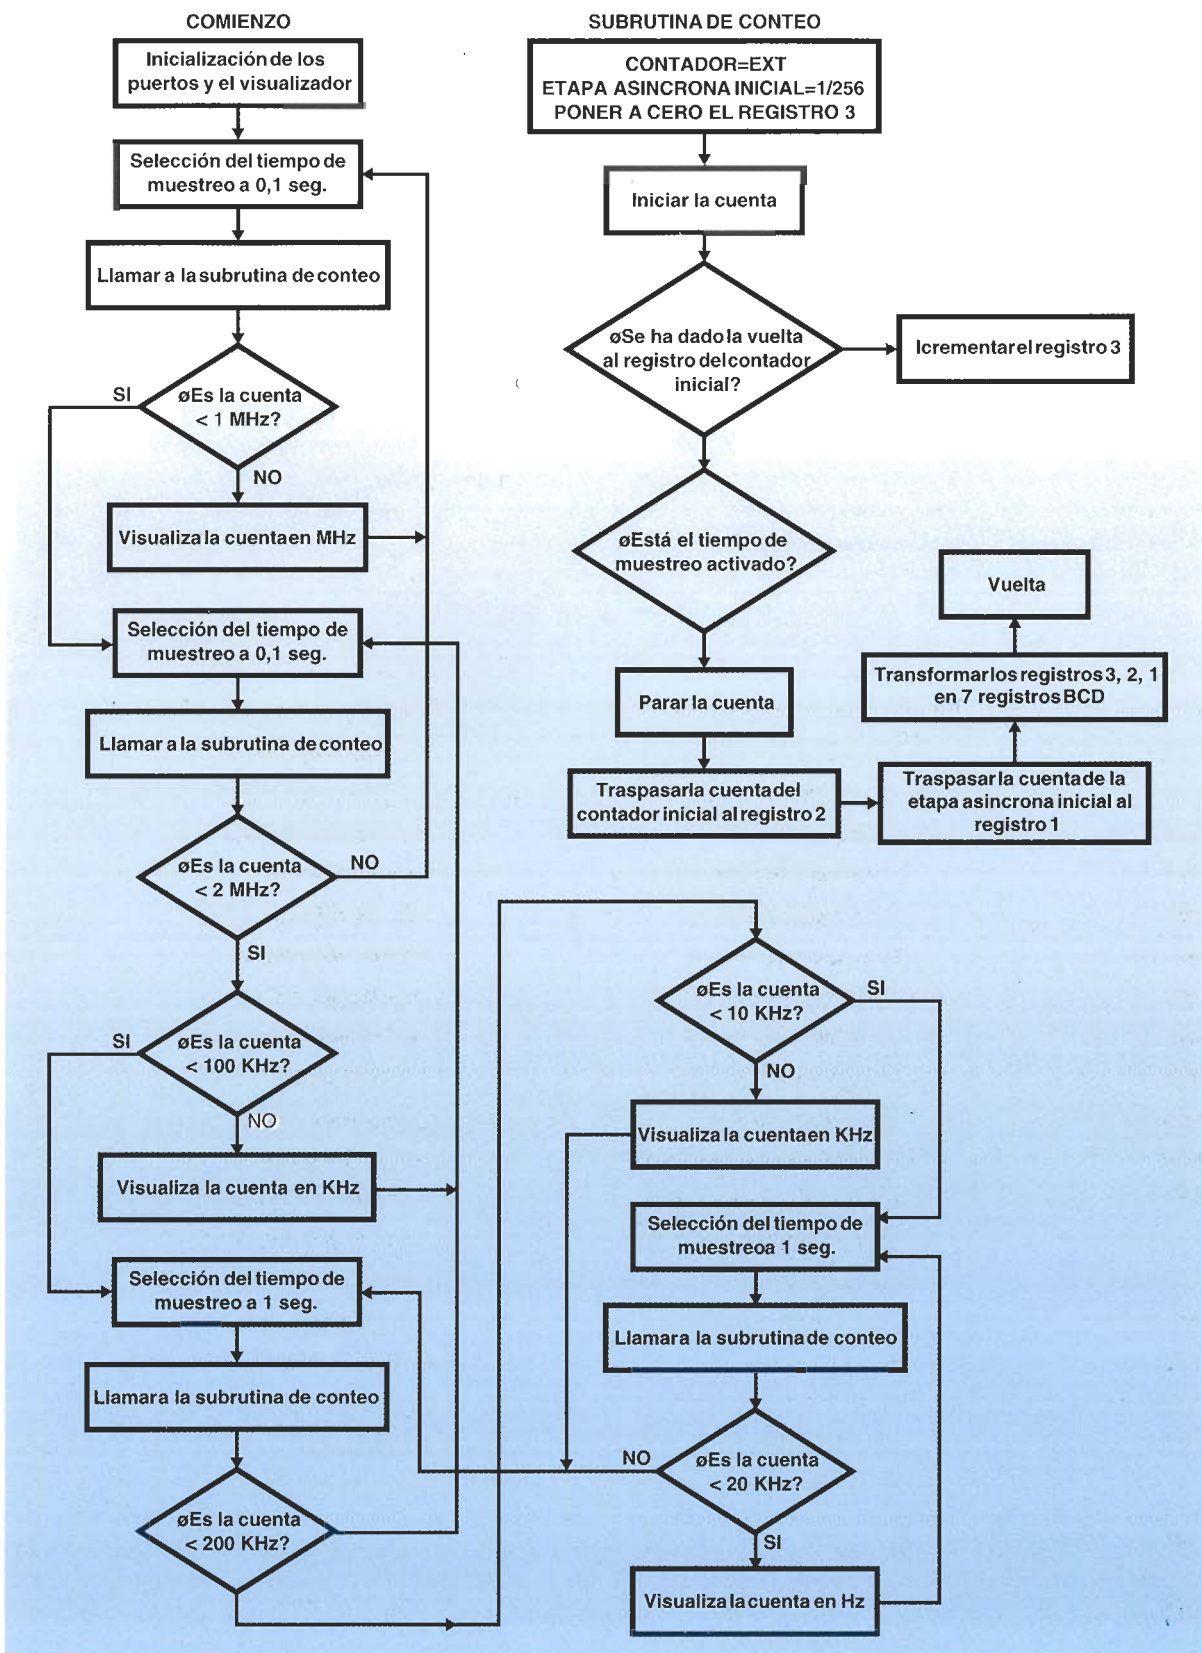 COMIENZO
Inicialización de los
puertos y el visualizador
Selección del tiempo de
muestreo a 0,1 seg.
Llamar a la subrutina de conteo
øEs la cuenta
< 1 MHz?
SI
NO
Visualiza la cuenta en MHz
Selección del tiempo de
muestreo a 0,1 seg.
Llamar a la subrutina de conteo
øEs la cuenta
< 2 MHz?
NO
SI
øEs la cuenta
< 100 KHz?
SI
NO
Visualiza la cuenta en KHz
Selección del tiempo de
muestreo a 1 seg.
Llamara la subrutina de conteo
øEs la cuenta
< 200 KHz?
SUBRUTINA DE CONTEO
CONTADOR=EXT
ETAPA ASINCRONA INICIAL=1/256
PONER A CERO EL REGISTRO 3
Iniciar la cuenta
øSe ha dado la vuelta
al registro del contador
inicial?
Icrementar el registro 3
øEstá el tiempo de
muestreo activado?
Parar la cuenta
Traspasar la cuenta del
contador inicial al registro 2
Traspasar la cuenta de la
etapa asincrona inicial al
registro 1
Transformar los registros 3, 2, 1
en 7 registros BCD
Vuelta
øEs la cuenta
< 10 KHz?
SI
NO
Visualiza la cuenta en KHz
Selección del tiempo de
muestreoa 1 seg.
Llamara la subrutina de conteo
øEs la cuenta
< 20 KHz?
NO
SI
Visualiza la cuenta en Hz